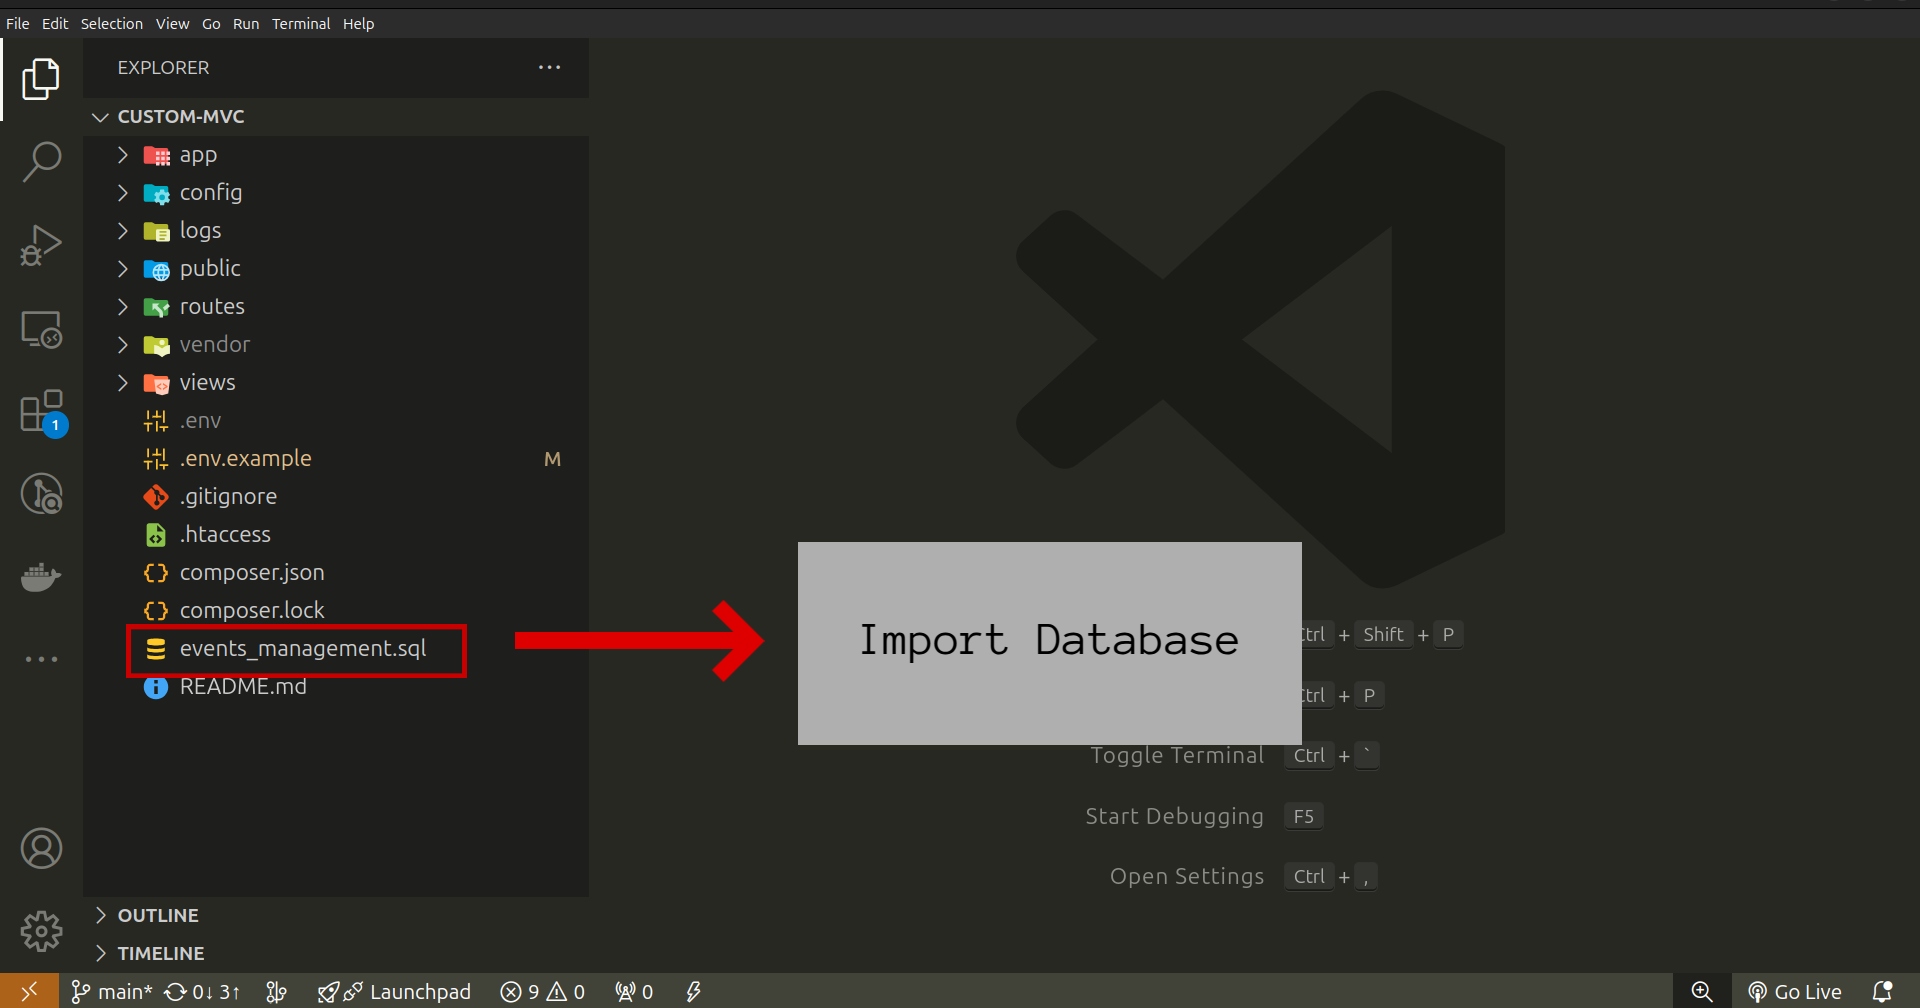 File Edit Selection View Go Run Terminal Help
EXPLORER ...
CUSTOM-MVC
app
config
logs
public
routes
vendor
views
.env
.env.example M
.gitignore
.htaccess
composer.json
composer.lock
events_management.sql
README.md
OUTLINE
TIMELINE
1
Import Database
Shift + P
+ P
Toggle Terminal Ctrl + `
Start Debugging F5
Open Settings Ctrl + ,
main* 0↓ 3↑ Launchpad 9 0 0 Go Live